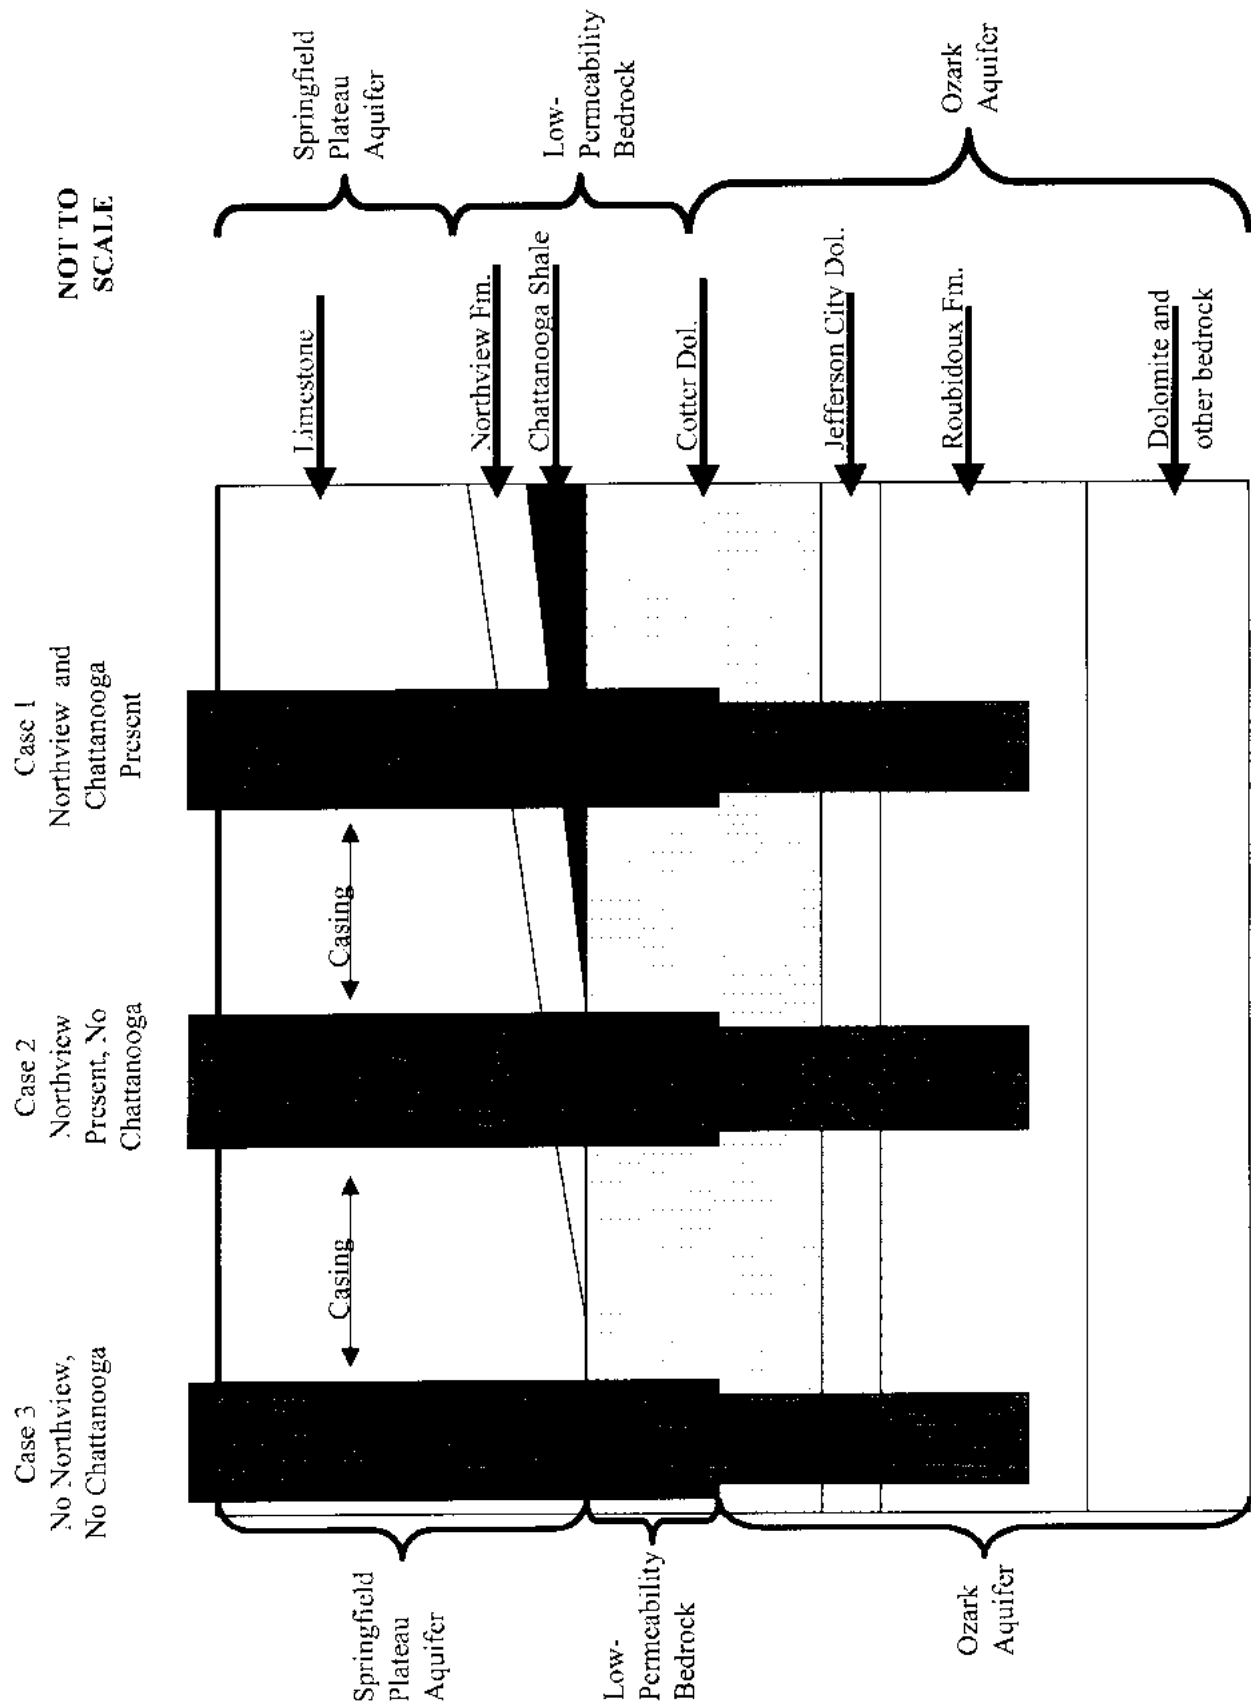 Case 3
No Northview,
No Chattanooga
Case 2
Northview
Present, No
Chattanooga
Case 1
Northview and
Chattanooga
Present
NOT TO
SCALE
Springfield
Plateau
Aquifer
Low-
Permeability
Bedrock
Ozark
Aquifer
Casing
Casing
Limestone
Northview Fm.
Chattanooga Shale
Cotter Dol.
Jefferson City Dol.
Roubidoux Fm.
Dolomite and
other bedrock
Springfield
Plateau
Aquifer
Low-
Permeability
Bedrock
Ozark
Aquifer